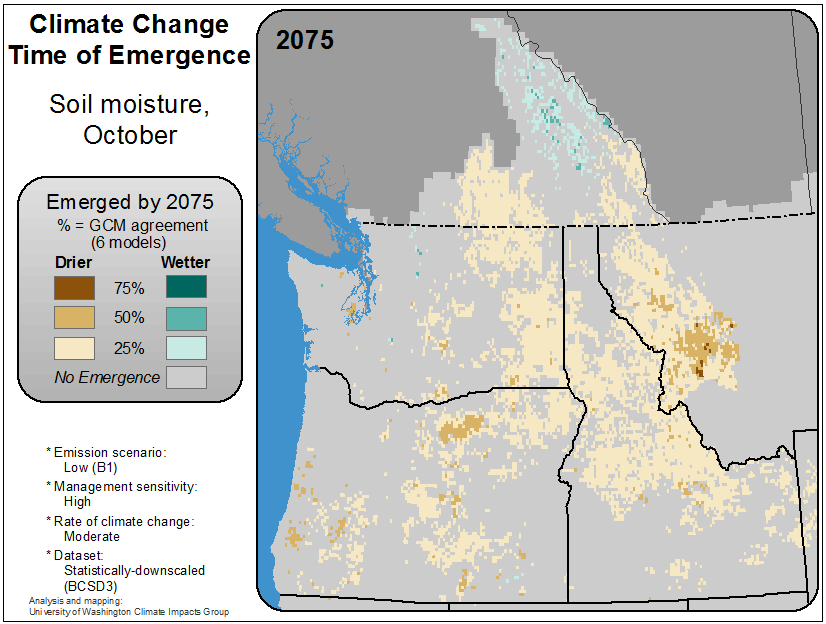 Climate Change
Time of Emergence
Soil moisture,
October
Emerged by 2075
% = GCM agreement
(6 models)
Drier Wetter
75%
50%
25%
No Emergence
* Emission scenario:
Low (B1)
* Management sensitivity:
High
* Rate of climate change:
Moderate
* Dataset:
Statistically-downscaled
(BCSD3)
Analysis and mapping:
University of Washington Climate Impacts Group
2075